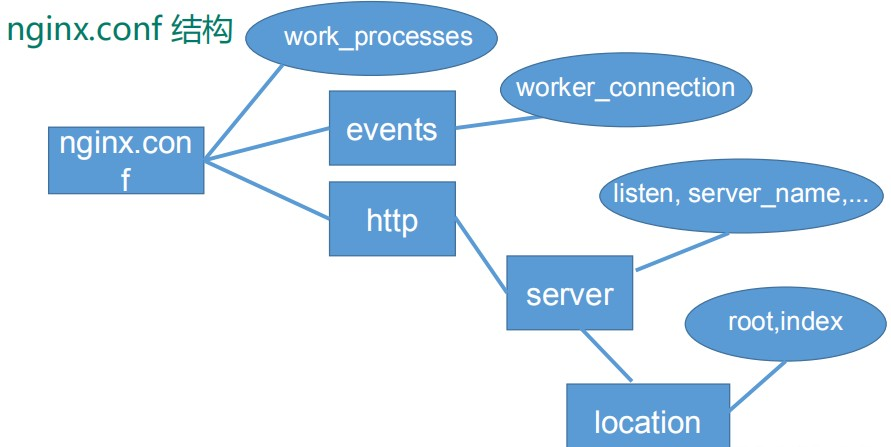 nginx.conf 结构
work_processes
worker_connection
events
nginx.con
f
listen, server_name,...
http
server
root,index
location